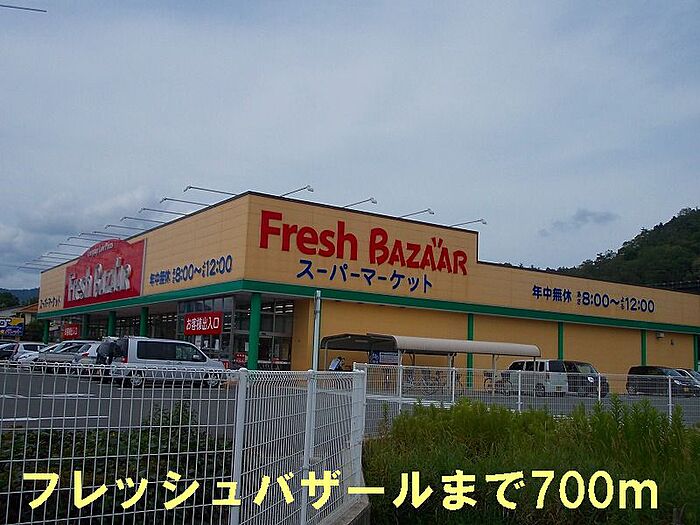 Fresh BAZAAR
スーパーマーケット
年中無休 8:00～12:00
Fresh BAZAAR
年中無休 8:00～12:00
お客様出入口
フレッシュバザールまで700m